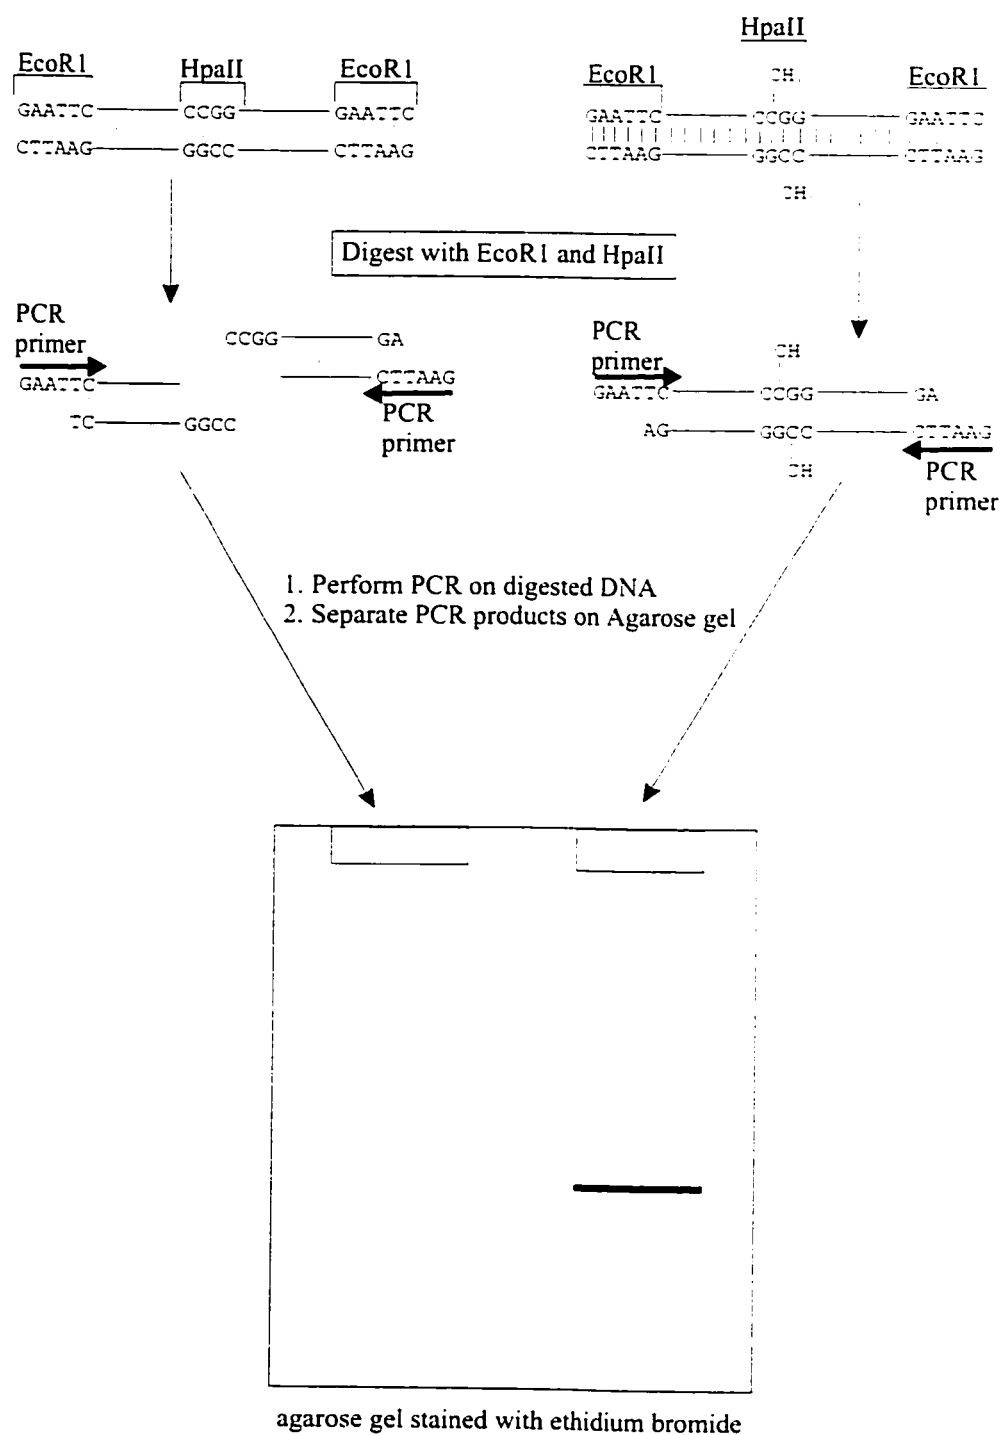 HpaII
EcoR1 HpaII EcoR1 EcoR1 CH EcoR1
GAATTC CCGG GAATTC GAATTC CCGG GAATTC
CTTAAG GGCC CTTAAG CTTAAG GGCC CTTAAG
CH
Digest with EcoR1 and HpaII
PCR
primer
CCGG GA
GAATTC CTTAAG
TC GGCC
PCR
primer
PCR
primer
CH
GAATTC CCGG GA
AG GGCC CTTAAG
CH
PCR
primer
1. Perform PCR on digested DNA
2. Separate PCR products on Agarose gel
agarose gel stained with ethidium bromide